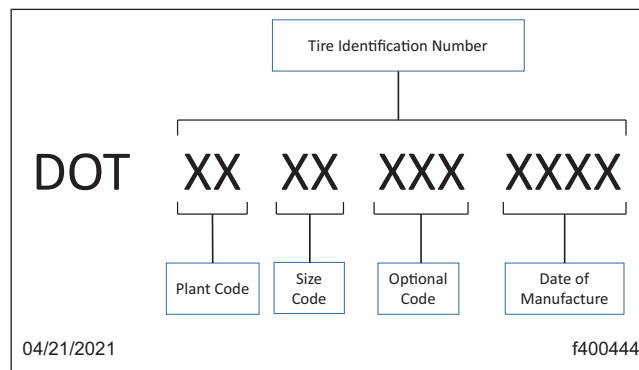 Tire Identification Number
DOT XX XX XXX XXXX
Plant Code
Size
Code
Optional
Code
Date of
Manufacture
04/21/2021
f400444